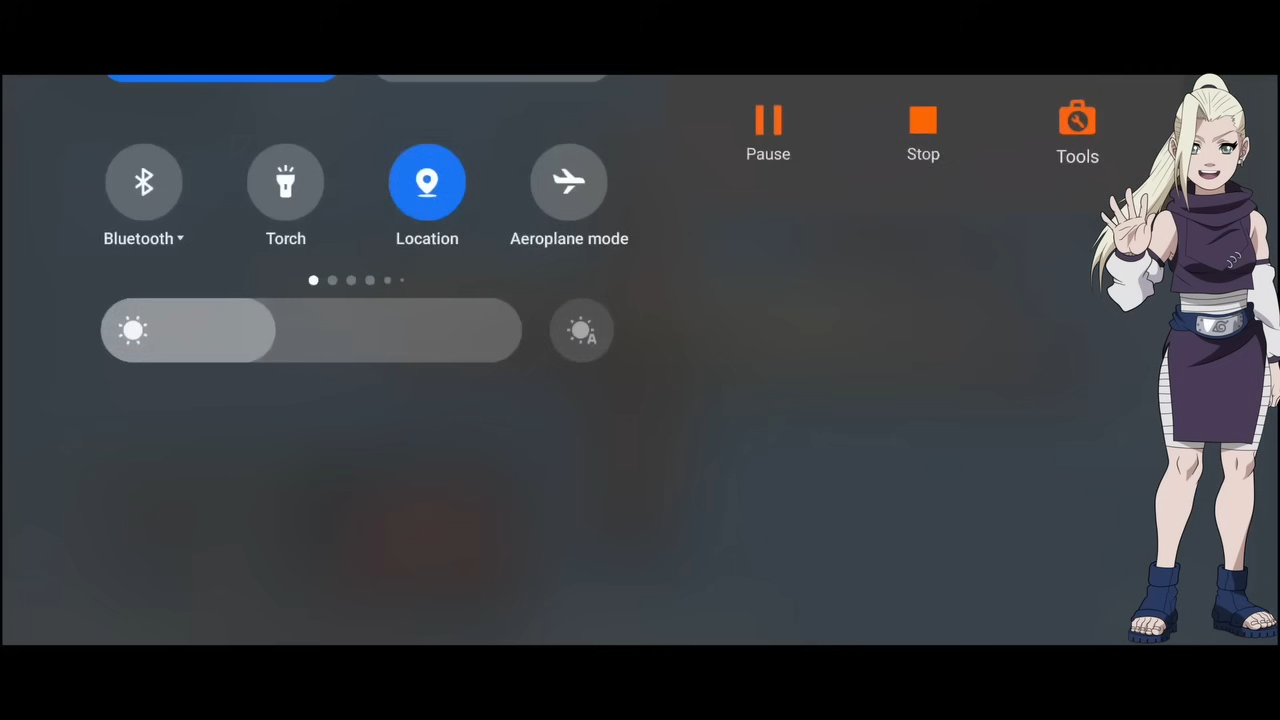 Pause
Stop
Tools
Bluetooth
Torch
Location
Aeroplane mode
A